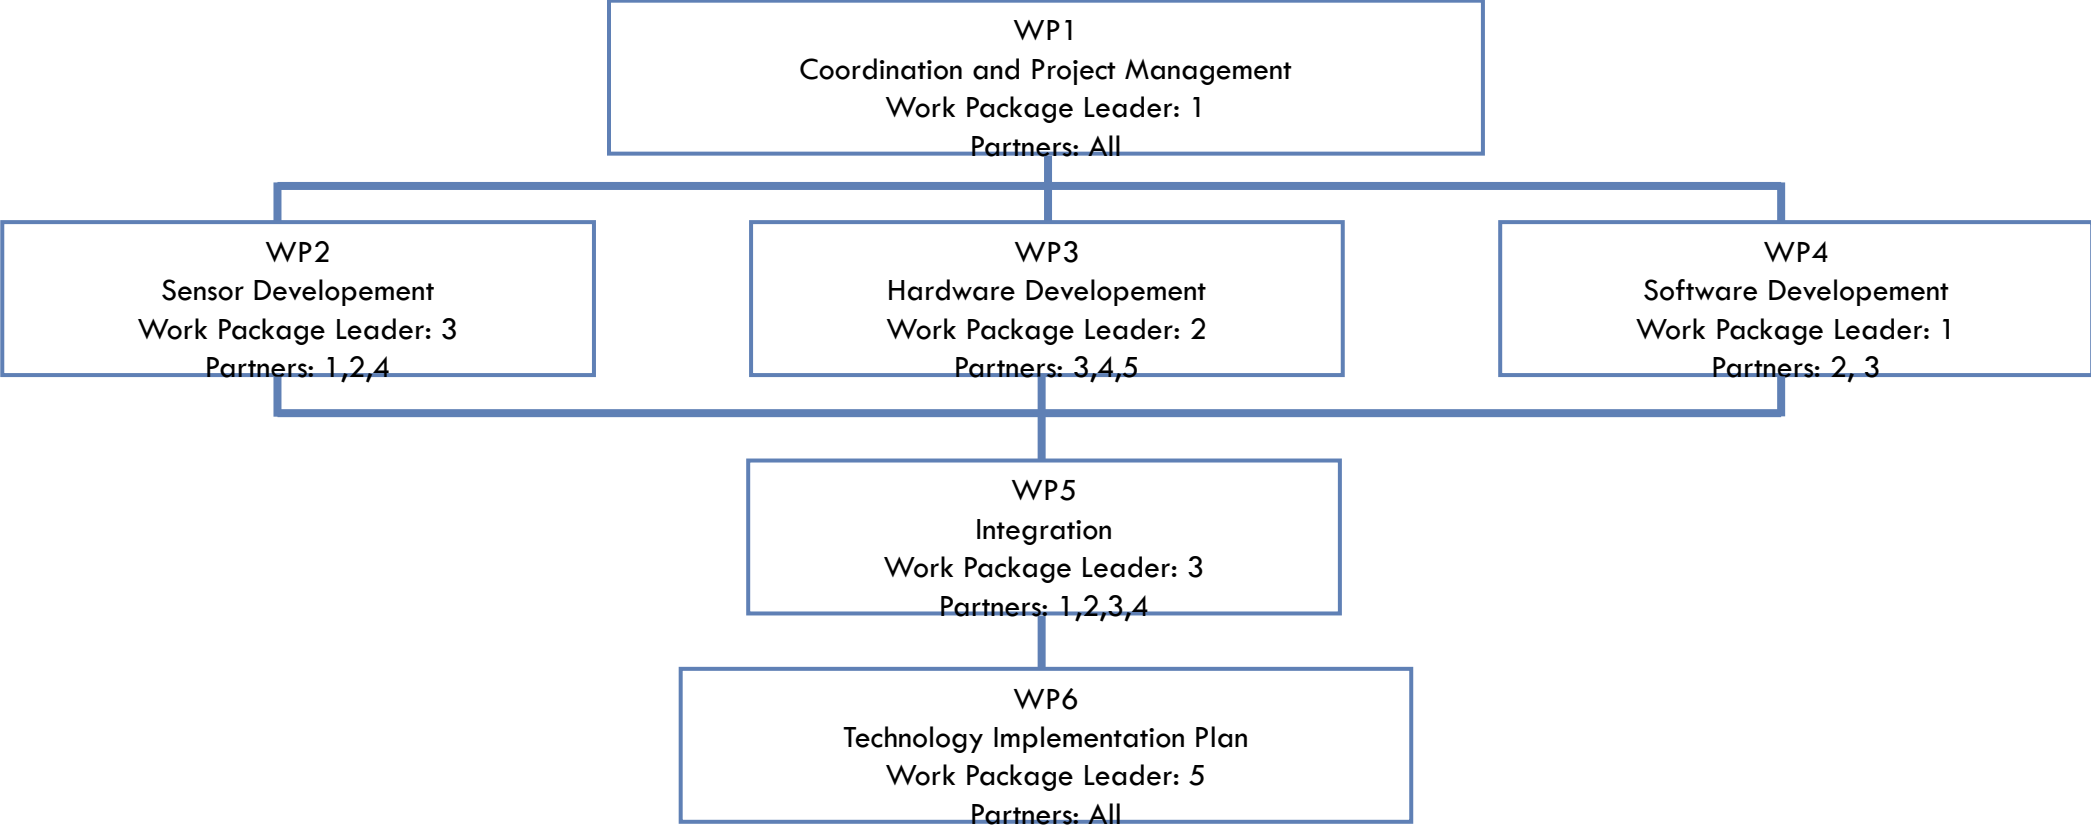 WP1
Coordination and Project Management
Work Package Leader: 1
Partners: All
WP2
Sensor Developement
Work Package Leader: 3
Partners: 1,2,4
WP3
Hardware Developement
Work Package Leader: 2
Partners: 3,4,5
WP4
Software Developement
Work Package Leader: 1
Partners: 2, 3
WP5
Integration
Work Package Leader: 3
Partners: 1,2,3,4
WP6
Technology Implementation Plan
Work Package Leader: 5
Partners: All